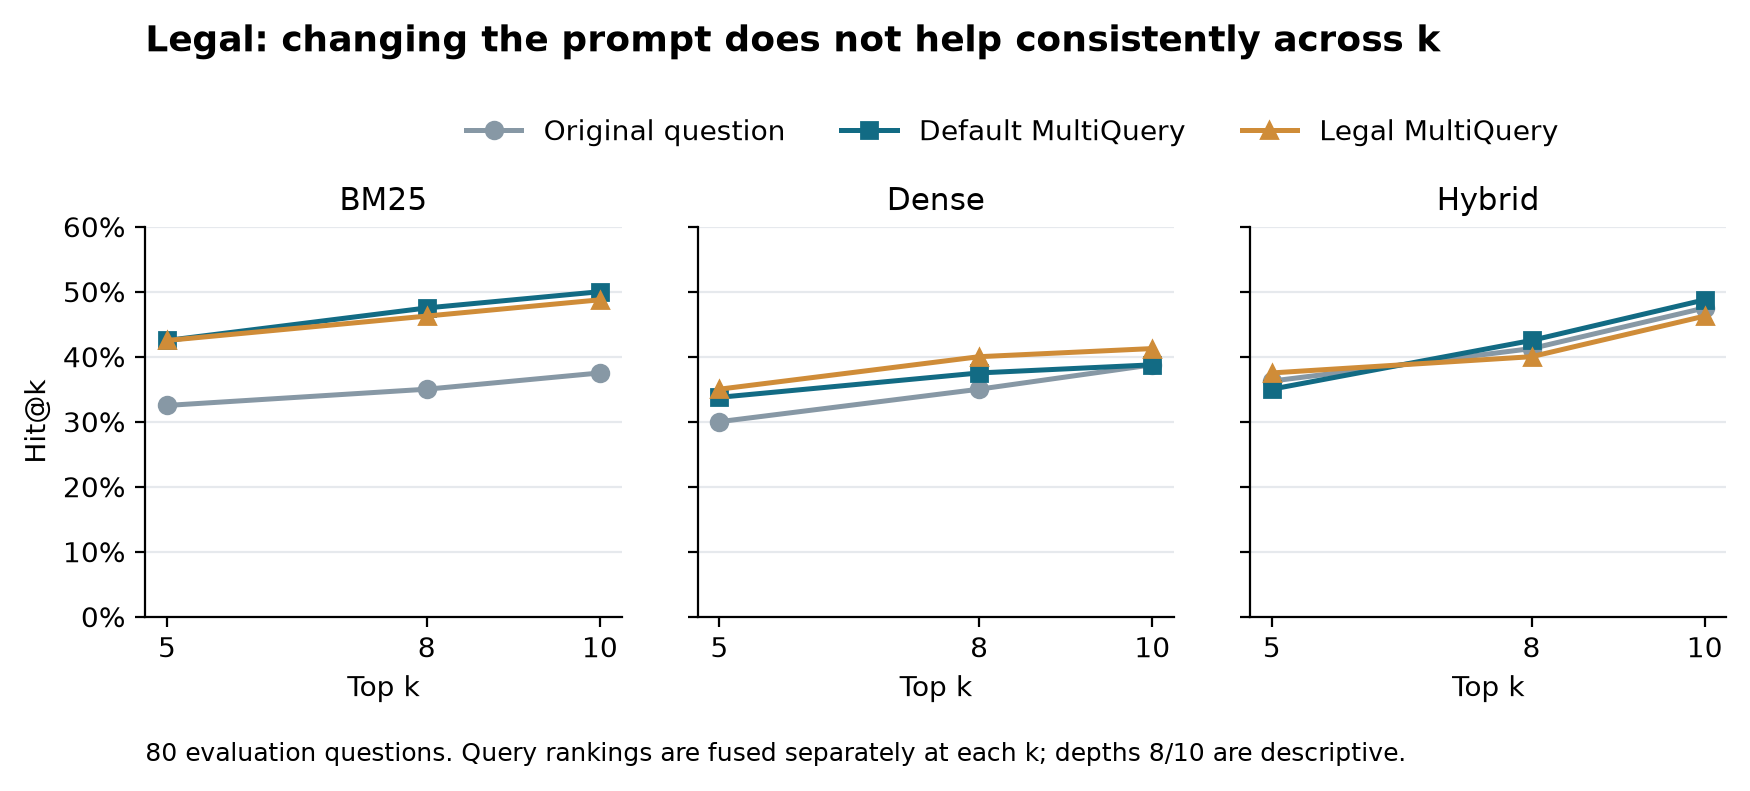 Legal: changing the prompt does not help consistently across k
Original question
Default MultiQuery
Legal MultiQuery
BM25
Dense
Hybrid
Hit@k
60%
50%
40%
30%
20%
10%
0%
5 8 10
5 8 10
5 8 10
Top k
Top k
Top k
80 evaluation questions. Query rankings are fused separately at each k; depths 8/10 are descriptive.